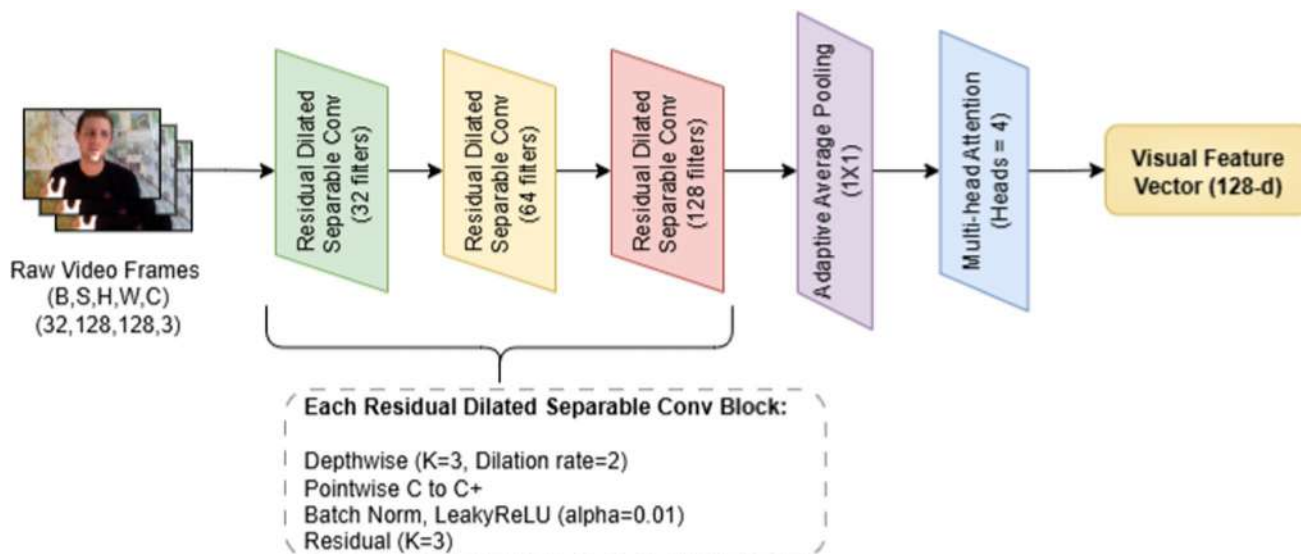 Raw Video Frames
(B,S,H,W,C)
(32,128,128,3)
Residual Dilated
Separable Conv
(32 filters)
Residual Dilated
Separable Conv
(64 filters)
Residual Dilated
Separable Conv
(128 filters)
Adaptive Average Pooling
(1X1)
Multi-head Attention
(Heads = 4)
Visual Feature
Vector (128-d)
Each Residual Dilated Separable Conv Block:
Depthwise (K=3, Dilation rate=2)
Pointwise C to C+
Batch Norm, LeakyReLU (alpha=0.01)
Residual (K=3)